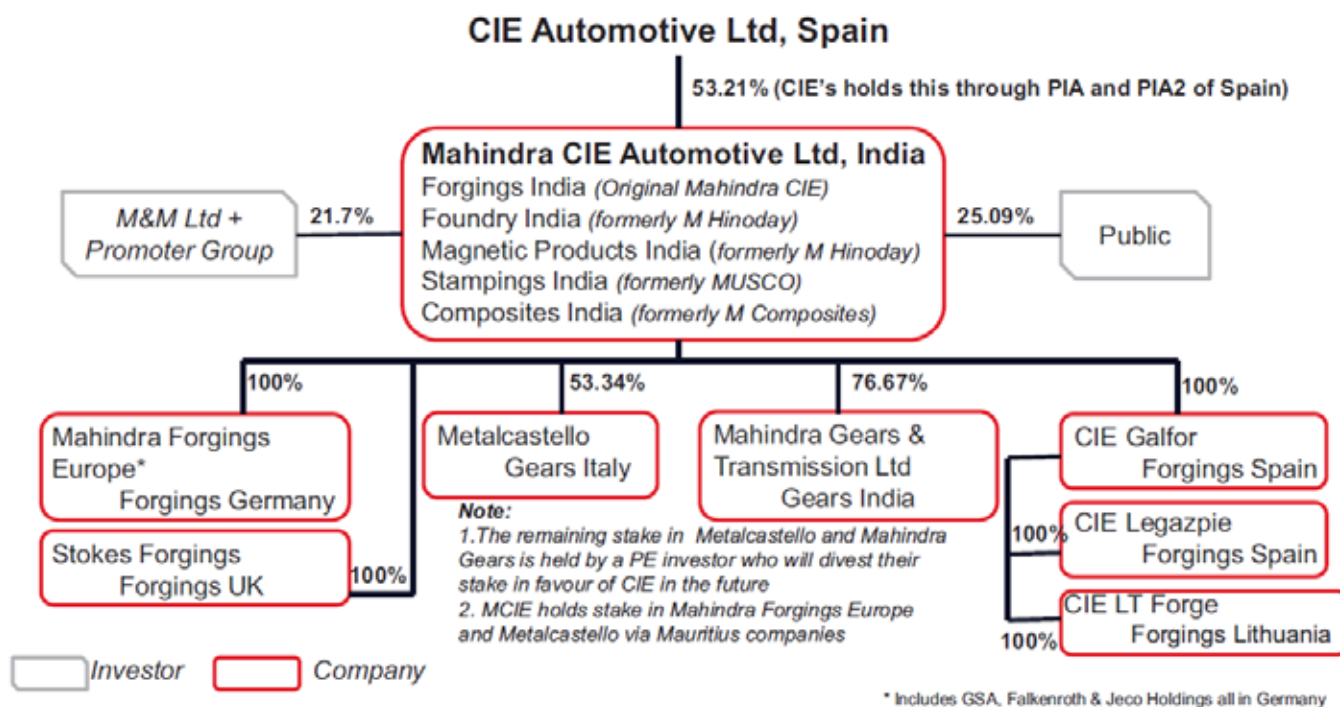 CIE Automotive Ltd, Spain
53.21% (CIE's holds this through PIA and PIA2 of Spain)
Mahindra CIE Automotive Ltd, India
Forgings India (Original Mahindra CIE)
Foundry India (formerly M Hinoday)
Magnetic Products India (formerly M Hinoday)
Stampings India (formerly MUSCO)
Composites India (formerly M Composites)
M&M Ltd +
Promoter Group
21.7%
25.09%
Public
100%
53.34%
76.67%
100%
Mahindra Forgings
Europe*
Forgings Germany
Stokes Forgings
Forgings UK
100%
Metalcastello
Gears Italy
Mahindra Gears &
Transmission Ltd
Gears India
CIE Galfor
Forgings Spain
100%
CIE Legazpie
Forgings Spain
CIE LT Forge
Forgings Lithuania
100%
Note:
1.The remaining stake in Metalcastello and Mahindra
Gears is held by a PE investor who will divest their
stake in favour of CIE in the future
2. MCIE holds stake in Mahindra Forgings Europe
and Metalcastello via Mauritius companies
Investor
Company
* Includes GSA, Falkenroth & Jeco Holdings all in Germany